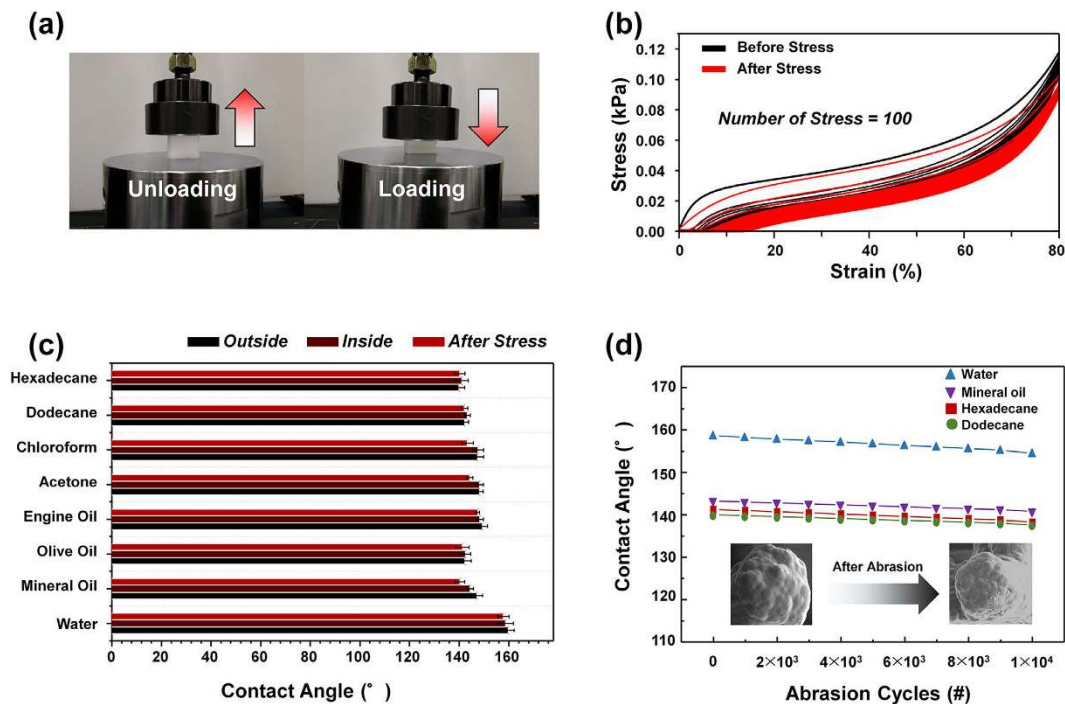 (a)
Unloading
Loading
(b)
0.12
0.10
0.08
0.06
0.04
0.02
0.00
Stress (kPa)
Before Stress
After Stress
Number of Stress = 100
0 20 40 60 80
Strain (%)
(c)
Outside Inside After Stress
Hexadecane
Dodecane
Chloroform
Acetone
Engine Oil
Olive Oil
Mineral Oil
Water
0 20 40 60 80 100 120 140 160
Contact Angle (°)
(d)
Water
Mineral oil
Hexadecane
Dodecane
170
160
150
140
130
120
110
Contact Angle (°)
After Abrasion
0 2×10³ 4×10³ 6×10³ 8×10³ 1×10⁴
Abrasion Cycles (#)